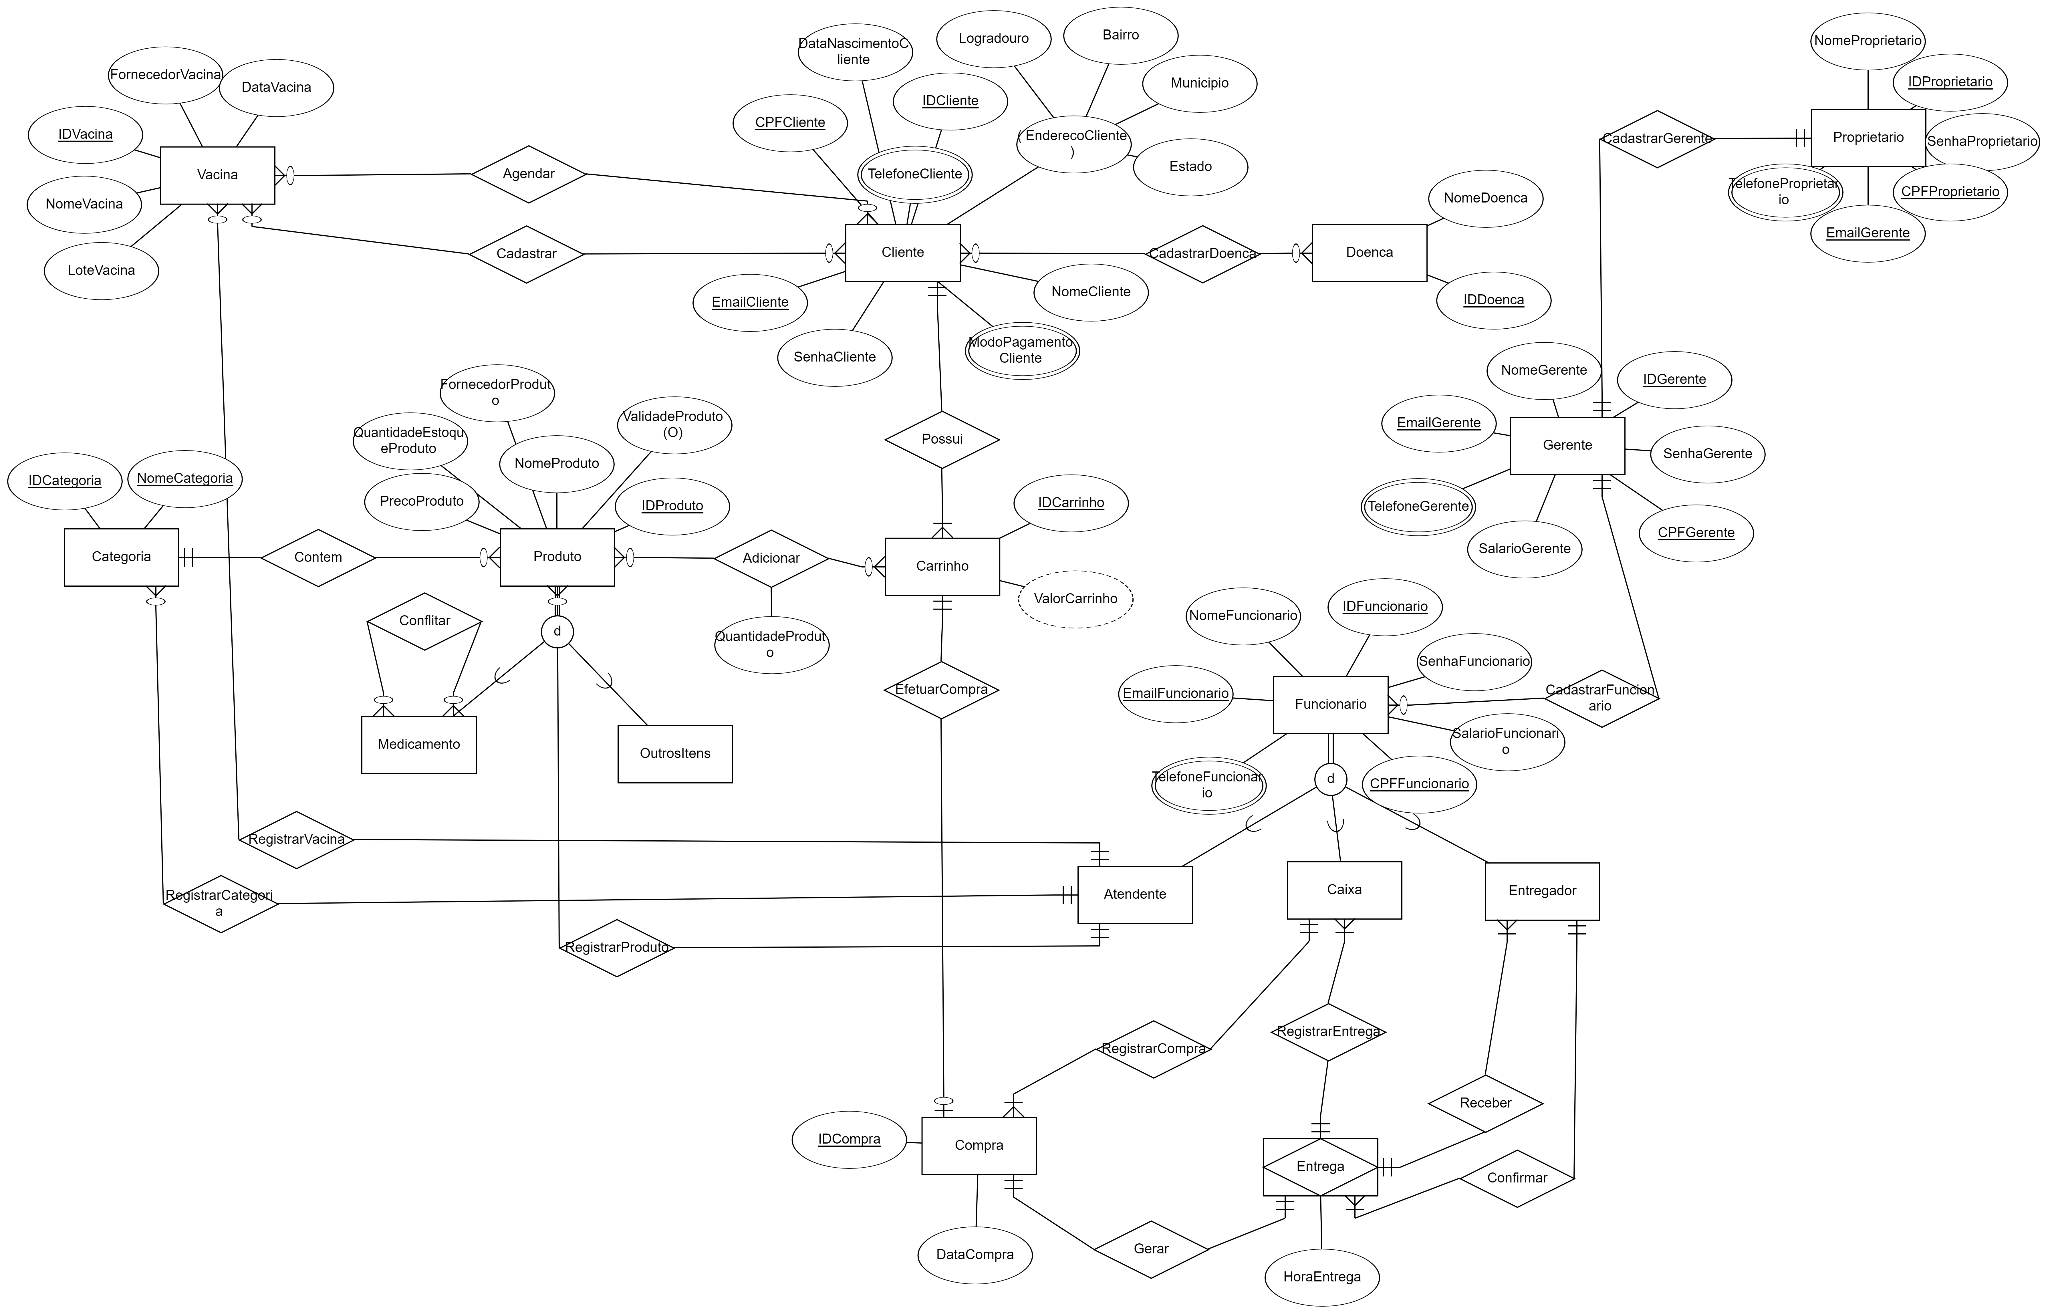 FornecedorVacina
DataVacina
IDVacina
Vacina
NomeVacina
LoteVacina
Agendar
Cadastrar
DataNascimentoC
liente
CPFCliente
IDCliente
TelefoneCliente
Logradouro
Bairro
Municipio
( EnderecoCliente
)
Estado
Cliente
EmailCliente
SenhaCliente
NomeCliente
ModoPagamento
Cliente
CadastrarDoenca
Doenca
NomeDoenca
IDDoenca
NomeProprietario
IDProprietario
CadastrarGerente
Proprietario
SenhaProprietario
TelefoneProprietar
io
CPFProprietario
EmailGerente
NomeGerente
IDGerente
EmailGerente
Gerente
SenhaGerente
TelefoneGerente
SalarioGerente
CPFGerente
FornecedorProdut
o
QuantidadeEstoqu
eProduto
ValidadeProduto
(O)
NomeProduto
PrecoProduto
IDProduto
IDCategoria
NomeCategoria
Categoria
Contem
Produto
Adicionar
QuantidadeProdut
o
Possui
IDCarrinho
Carrinho
ValorCarrinho
Conflitar
d
Medicamento
OutrosItens
EfetuarCompra
NomeFuncionario
IDFuncionario
SenhaFuncionario
EmailFuncionario
Funcionario
CadastrarFuncion
ario
SalarioFuncionari
o
TelefoneFuncionar
io
d
CPFFuncionario
RegistrarVacina
RegistrarCategori
a
RegistrarProduto
Atendente
Caixa
Entregador
RegistrarCompra
RegistrarEntrega
Receber
IDCompra
Compra
Entrega
Confirmar
DataCompra
Gerar
HoraEntrega